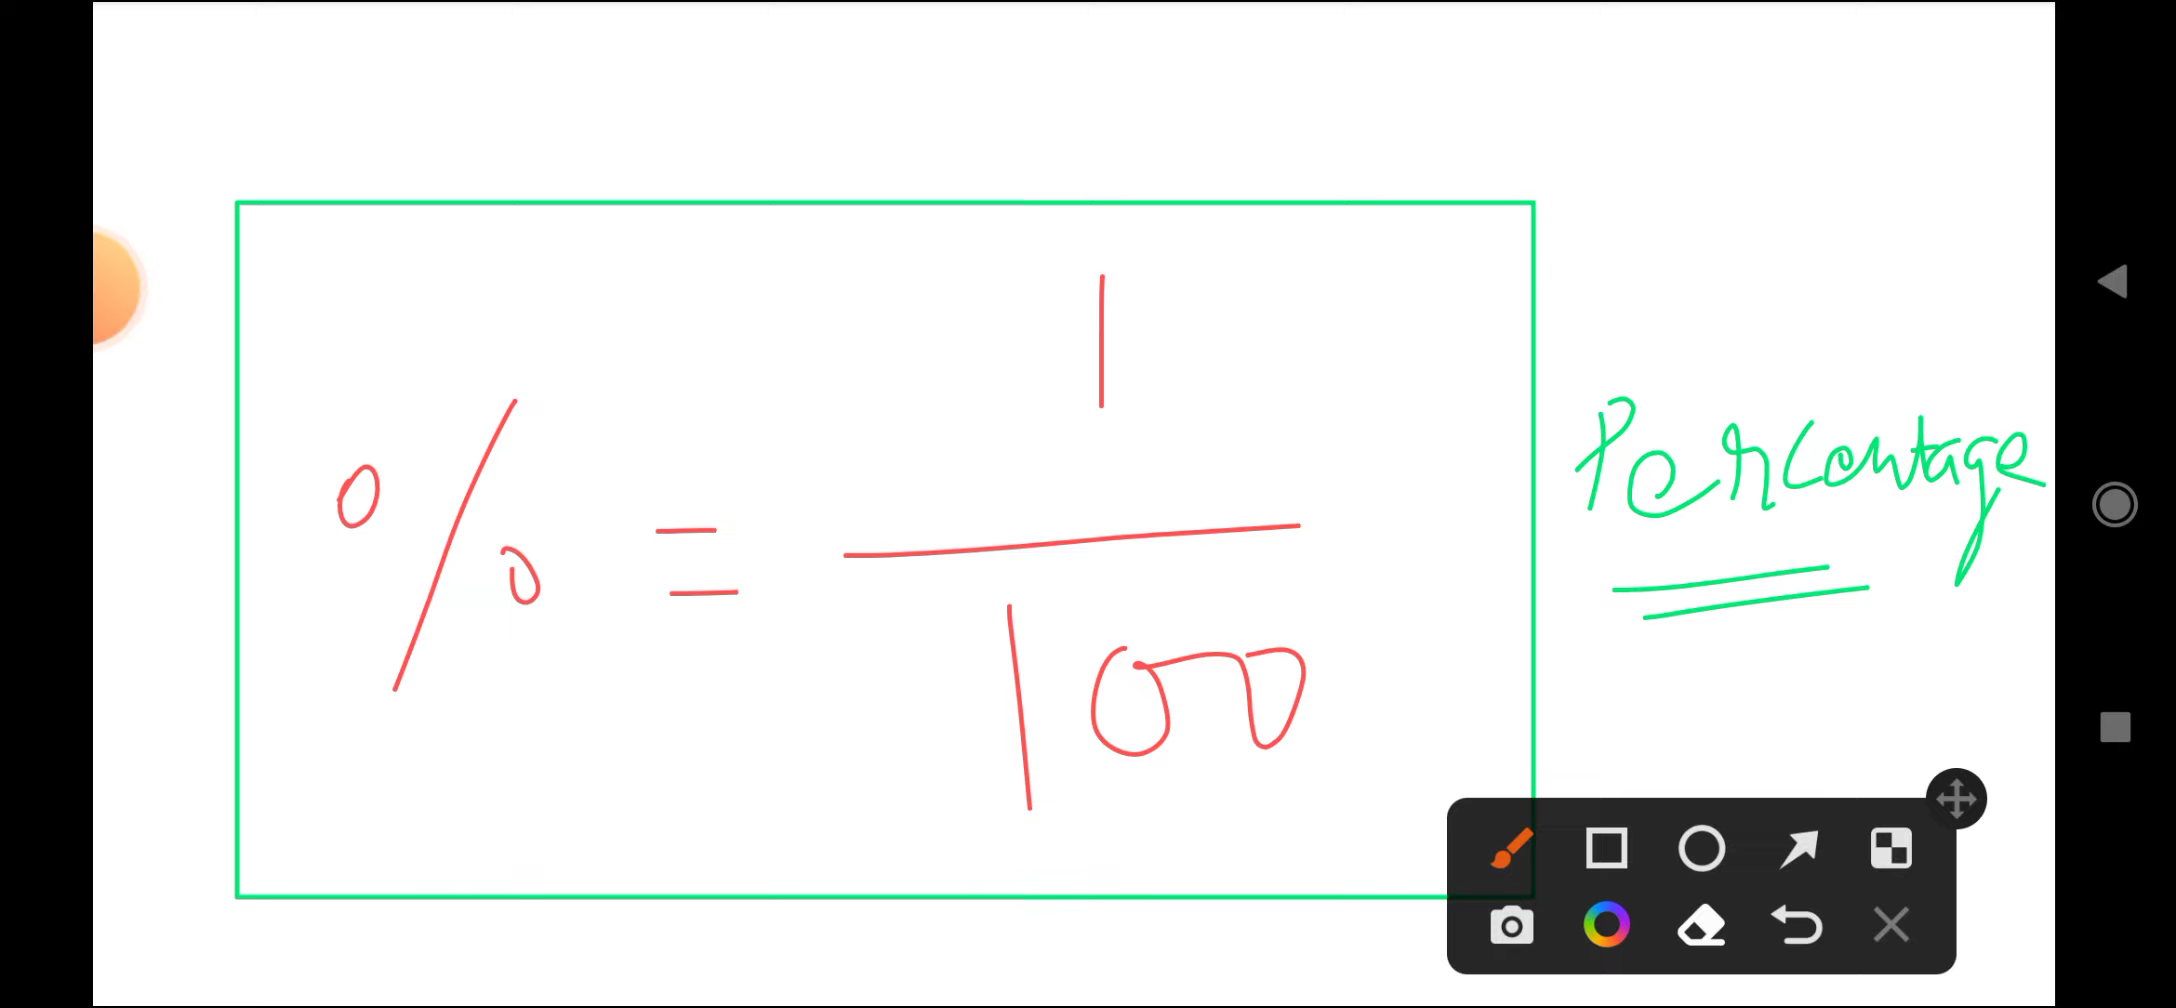 % = 1/100
Percentage